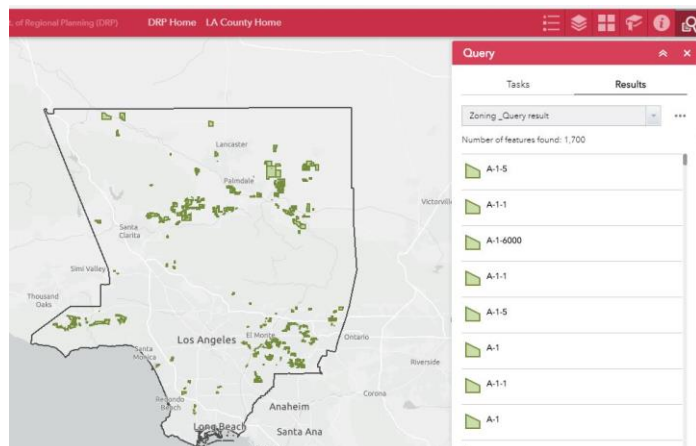 t. of Regional Planning (DRP) DRP Home LA County Home
Query
Tasks Results
Zoning _Query result
Number of features found: 1,700
A-1-5
A-1-1
A-1-6000
A-1-1
A-1-5
A-1
A-1-1
A-1
Lancaster
Palmdale
Victorvill
Santa
Clarita
Simi Valley
Thousand
Oaks
Los Angeles
El Monte
Ontario
Santa
Monica
Riverside
Redondo
Beach
Corona
Anaheim
Long Beach
Santa Ana